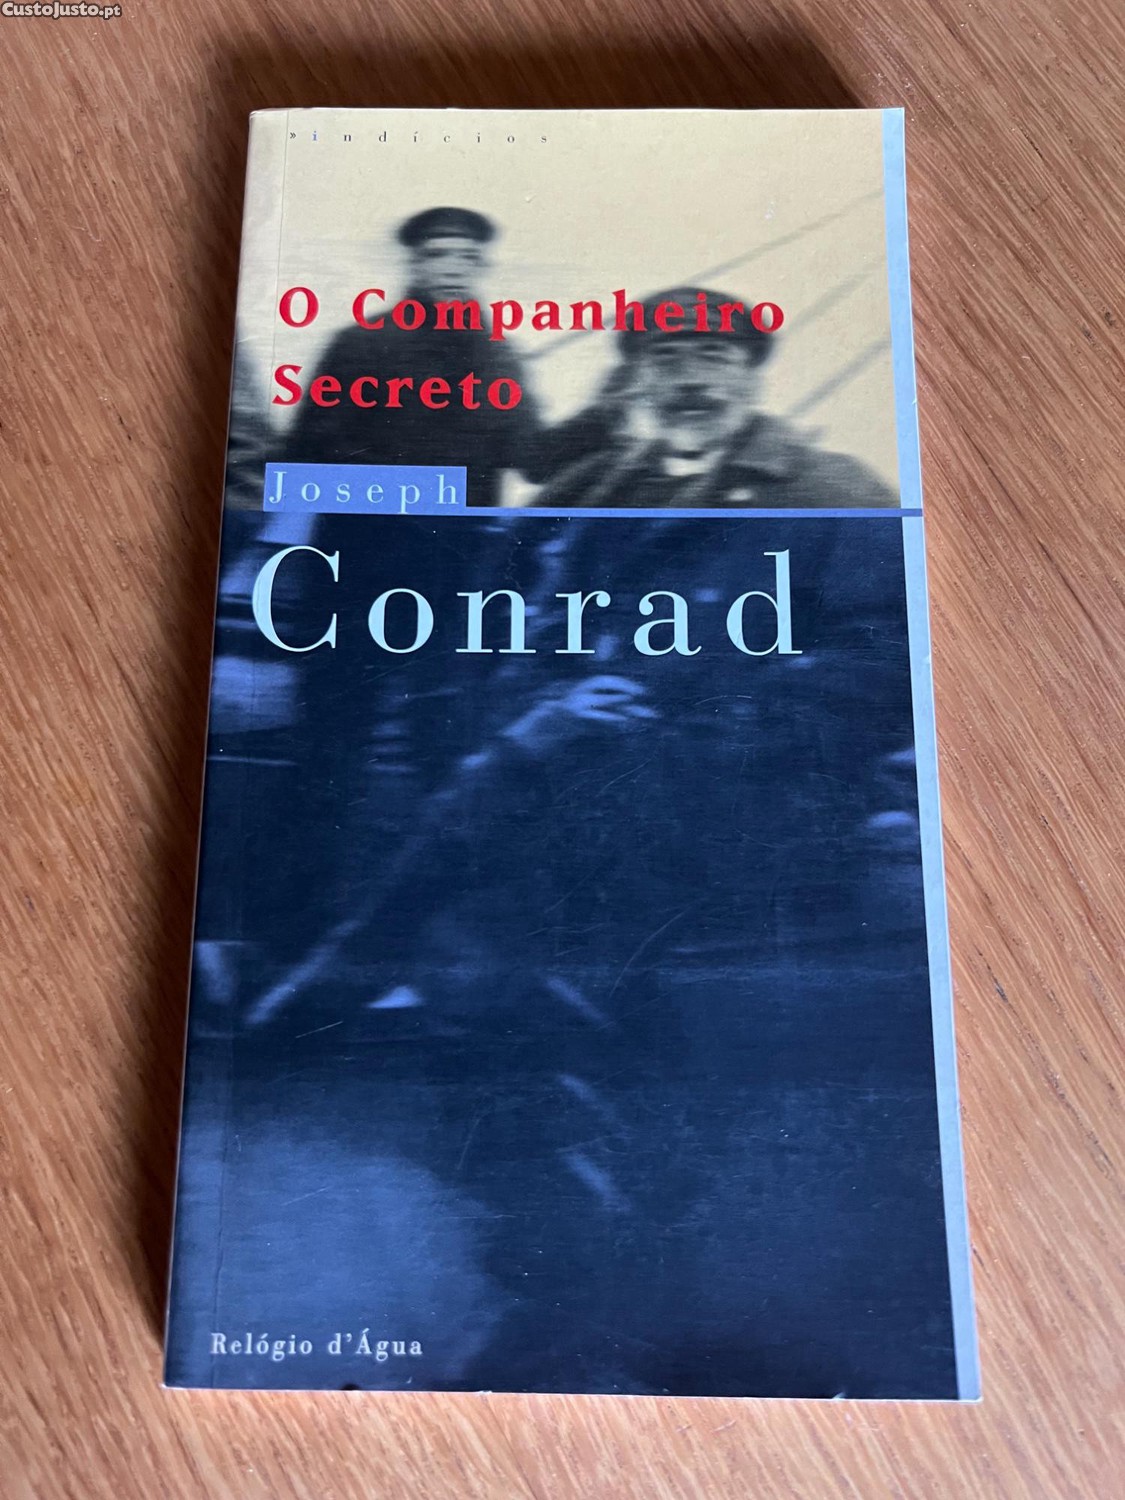 CustoJusto.pt
» indícios
O Companheiro
Secreto
Joseph
Conrad
Relógio d'Água